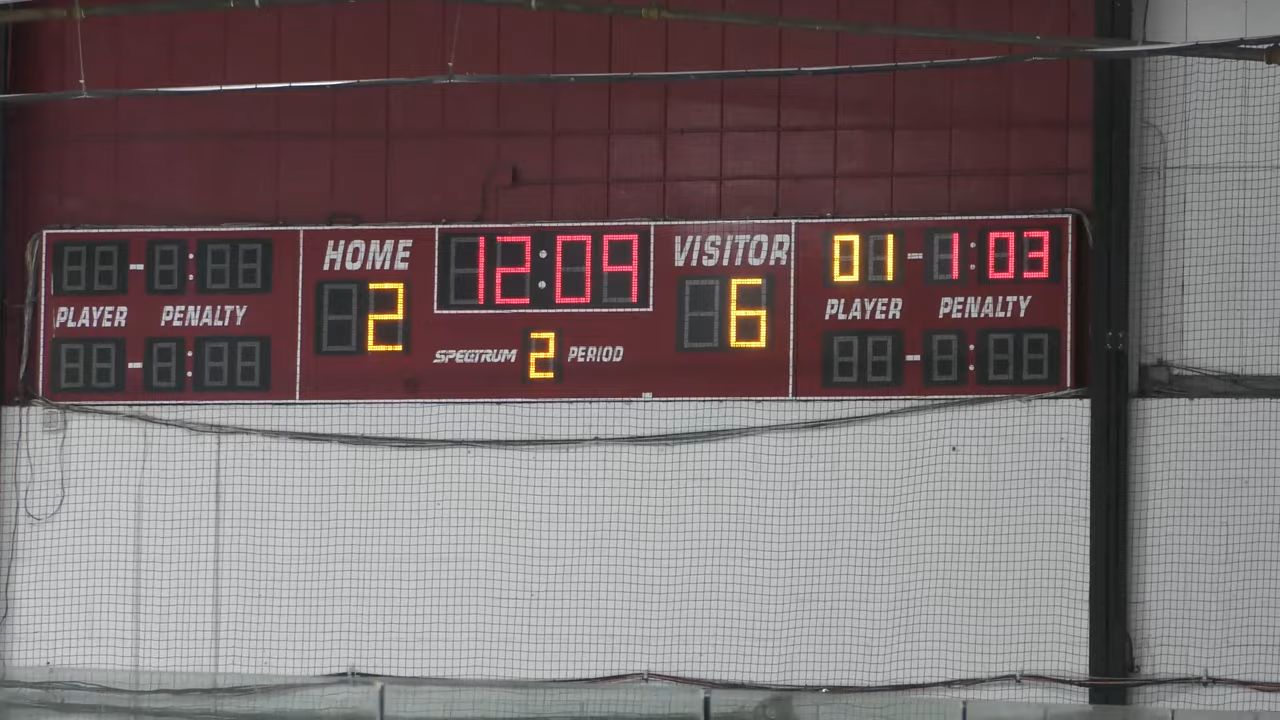 HOME 12:09 VISITOR 01-1:03
PLAYER PENALTY 2 6 PLAYER PENALTY
SPECTRUM 2 PERIOD